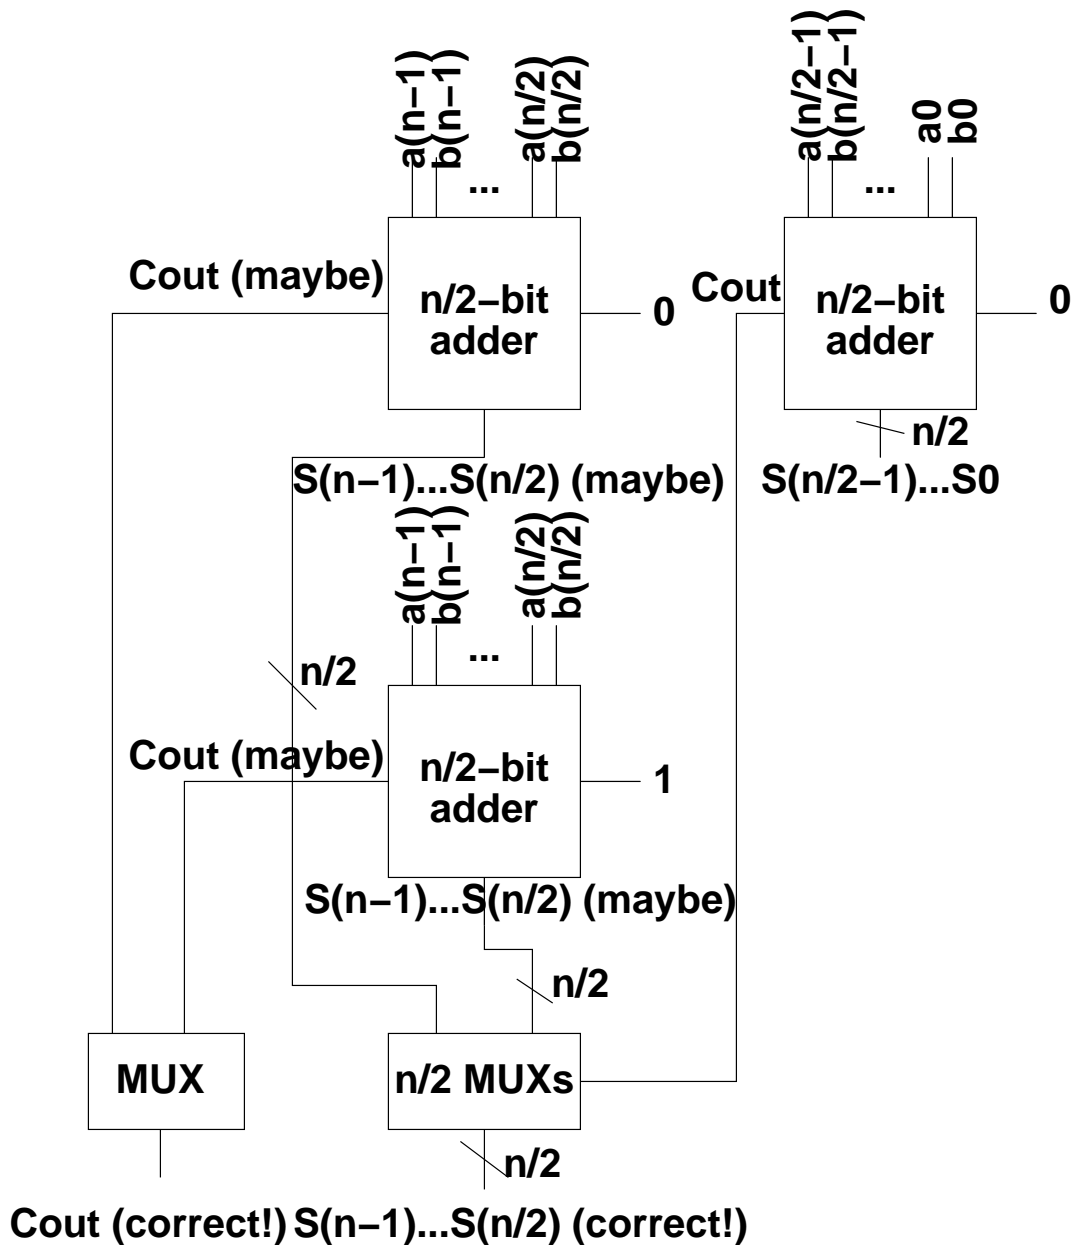 a(n−1)
b(n−1)
...
a(n/2)
b(n/2)
a(n/2−1)
b(n/2−1)
...
a0
b0
Cout (maybe)
n/2−bit
adder
0
Cout
n/2−bit
adder
0
n/2
S(n−1)...S(n/2) (maybe)
S(n/2−1)...S0
a(n−1)
b(n−1)
...
a(n/2)
b(n/2)
n/2
Cout (maybe)
n/2−bit
adder
1
S(n−1)...S(n/2) (maybe)
n/2
MUX
n/2 MUXs
n/2
Cout (correct!)
S(n−1)...S(n/2) (correct!)